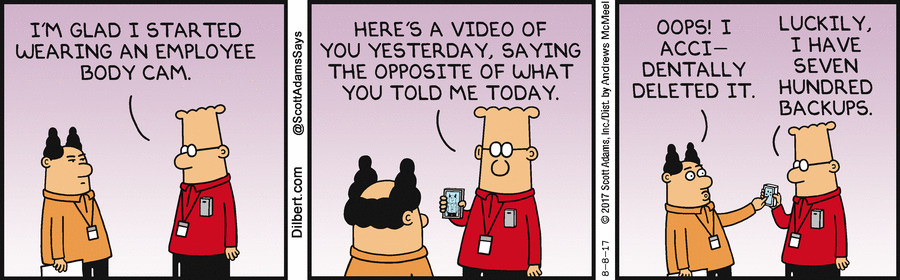 I'M GLAD I STARTED
WEARING AN EMPLOYEE
BODY CAM.
Dilbert.com @ScottAdamsSays
HERE'S A VIDEO OF
YOU YESTERDAY, SAYING
THE OPPOSITE OF WHAT
YOU TOLD ME TODAY.
8-8-17 © 2017 Scott Adams, Inc./Dist. by Andrews McMeel
OOPS! I
ACCI-
DENTALLY
DELETED IT.
LUCKILY,
I HAVE
SEVEN
HUNDRED
BACKUPS.